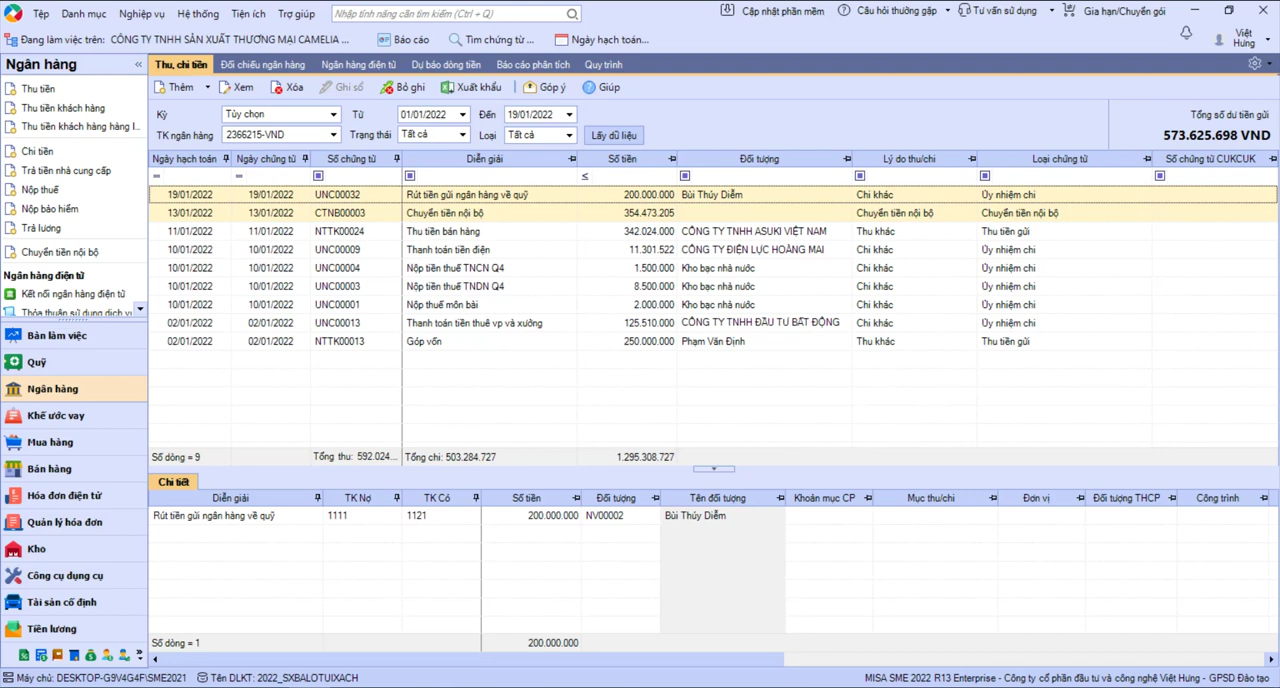 Tệp Danh mục Nghiệp vụ Hệ thống Tiện ích Trợ giúp Nhập tính năng cần tìm kiếm (Ctrl + Q) Cập nhật phần mềm Câu hỏi thường gặp Tư vấn sử dụng Gia hạn/Chuyển gói
Đang làm việc trên: CÔNG TY TNHH SẢN XUẤT THƯƠNG MẠI CAMELIA ... Báo cáo Tìm chứng từ ... Ngày hạch toán... Việt Hưng
Ngân hàng «
Thu tiền
Thu tiền khách hàng
Thu tiền khách hàng hàng l...
Chi tiền
Trả tiền nhà cung cấp
Nộp thuế
Nộp bảo hiểm
Trả lương
Chuyển tiền nội bộ
Ngân hàng điện tử
Kết nối ngân hàng điện tử
Thỏa thuận sử dụng dịch vụ
Bàn làm việc
Quỹ
Ngân hàng
Khế ước vay
Mua hàng
Bán hàng
Hóa đơn điện tử
Quản lý hóa đơn
Kho
Công cụ dụng cụ
Tài sản cố định
Tiền lương
Thu, chi tiền Đối chiếu ngân hàng Ngân hàng điện tử Dự báo dòng tiền Báo cáo phân tích Quy trình
Thêm Xem Xóa Ghi sổ Bỏ ghi Xuất khẩu Góp ý Giúp
Kỳ Tùy chọn Từ 01/01/2022 Đến 19/01/2022
TK ngân hàng 2366215-VND Trạng thái Tất cả Loại Tất cả Lấy dữ liệu
Tổng số dư tiền gửi
573.625.698 VND
Ngày hạch toán Ngày chứng từ Số chứng từ Diễn giải Số tiền Đối tượng Lý do thu/chi Loại chứng từ Số chứng từ CUKCUK
= = ≤
19/01/2022 19/01/2022 UNC00032 Rút tiền gửi ngân hàng về quỹ 200.000.000 Bùi Thúy Diễm Chi khác Ủy nhiệm chi
13/01/2022 13/01/2022 CTNB00003 Chuyển tiền nội bộ 354.473.205 Chuyển tiền nội bộ Chuyển tiền nội bộ
11/01/2022 11/01/2022 NTTK00024 Thu tiền bán hàng 342.024.000 CÔNG TY TNHH ASUKI VIỆT NAM Thu khác Thu tiền gửi
10/01/2022 10/01/2022 UNC00009 Thanh toán tiền điện 11.301.522 CÔNG TY ĐIỆN LỰC HOÀNG MAI Chi khác Ủy nhiệm chi
10/01/2022 10/01/2022 UNC00004 Nộp tiền thuế TNCN Q4 1.500.000 Kho bạc nhà nước Chi khác Ủy nhiệm chi
10/01/2022 10/01/2022 UNC00003 Nộp tiền thuế TNDN Q4 8.500.000 Kho bạc nhà nước Chi khác Ủy nhiệm chi
10/01/2022 10/01/2022 UNC00001 Nộp thuế môn bài 2.000.000 Kho bạc nhà nước Chi khác Ủy nhiệm chi
02/01/2022 02/01/2022 UNC00013 Thanh toán tiền thuê vp và xưởng 125.510.000 CÔNG TY TNHH ĐẦU TƯ BẤT ĐỘNG Chi khác Ủy nhiệm chi
02/01/2022 02/01/2022 NTTK00013 Góp vốn 250.000.000 Phạm Văn Định Thu khác Thu tiền gửi
Số dòng = 9 Tổng thu: 592.024... Tổng chi: 503.284.727 1.295.308.727
Chi tiết
Diễn giải TK Nợ TK Có Số tiền Đối tượng Tên đối tượng Khoản mục CP Mục thu/chi Đơn vị Đối tượng THCP Công trình
Rút tiền gửi ngân hàng về quỹ 1111 1121 200.000.000 NV00002 Bùi Thúy Diễm
Số dòng = 1 200.000.000
Máy chủ: DESKTOP-G9V4G4F\SME2021 Tên DLKT: 2022_SXBALOTUIXACH MISA SME 2022 R13 Enterprise - Công ty cổ phần đầu tư và công nghệ Việt Hưng - GPSD Đào tạo